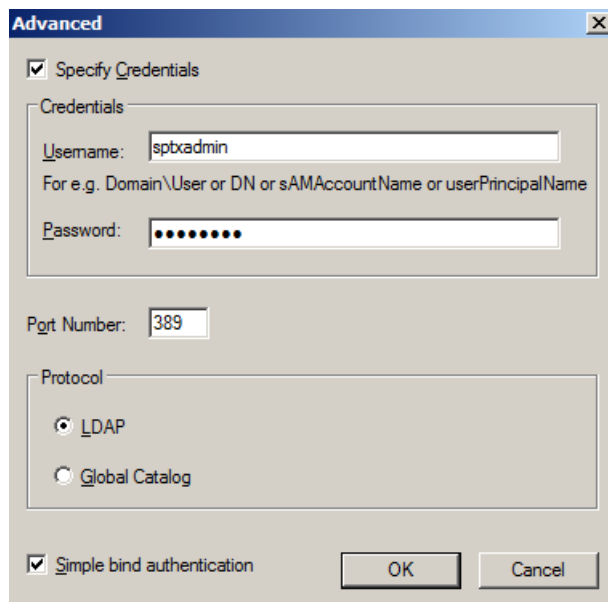 Advanced
Specify Credentials
Credentials
Username: sptxadmin
For e.g. Domain\User or DN or sAMAccountName or userPrincipalName
Password: ●●●●●●●●
Port Number: 389
Protocol
LDAP
Global Catalog
Simple bind authentication OK Cancel